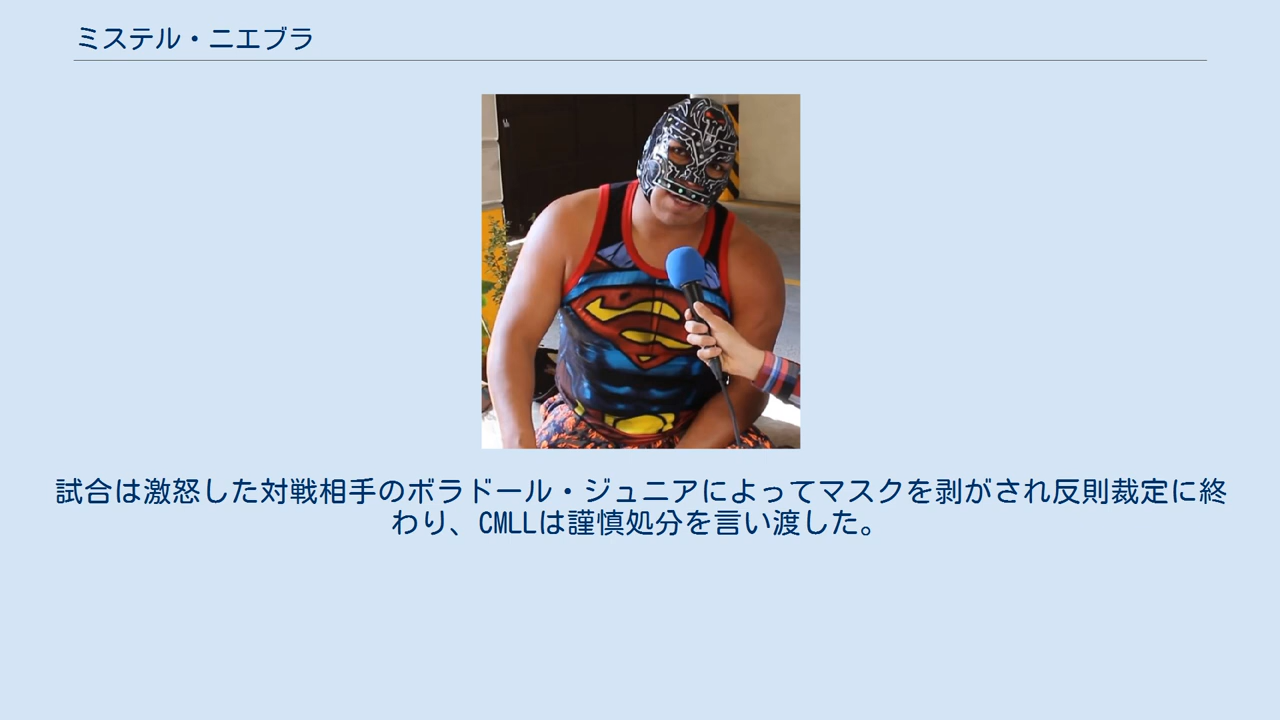 ミステル・ニエブラ
試合は激怒した対戦相手のボラドール・ジュニアによってマスクを剥がされ反則裁定に終
わり、CMLLは謹慎処分を言い渡した。